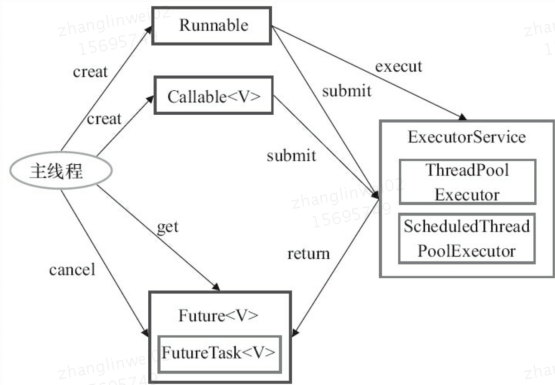 Runnable
creat
execut
submit
Callable<V>
creat
ExecutorService
submit
ThreadPool
Executor
主线程
ScheduledThread
PoolExecutor
get
return
cancel
Future<V>
FutureTask<V>